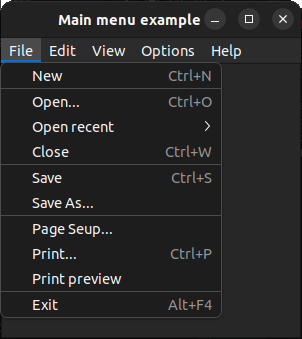 Main menu example
File Edit View Options Help
New Ctrl+N
Open... Ctrl+O
Open recent
Close Ctrl+W
Save Ctrl+S
Save As...
Page Seup...
Print... Ctrl+P
Print preview
Exit Alt+F4